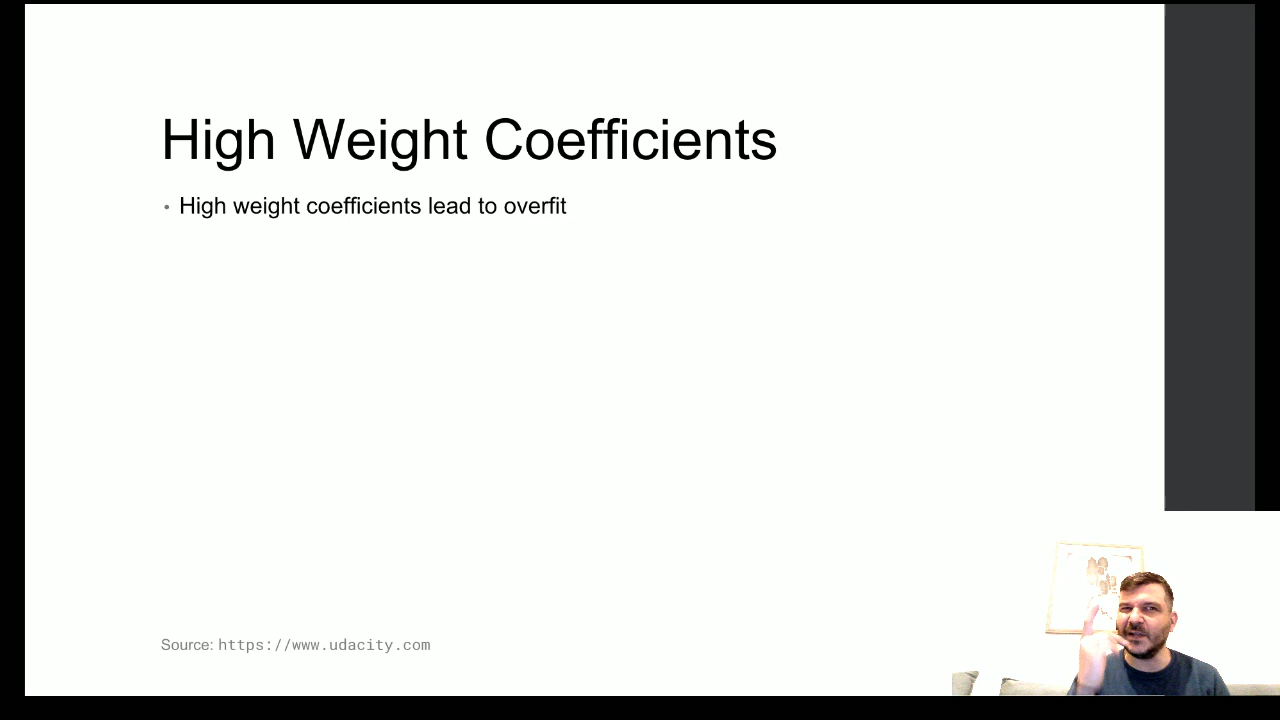 High Weight Coefficients
• High weight coefficients lead to overfit
Source: https://www.udacity.com